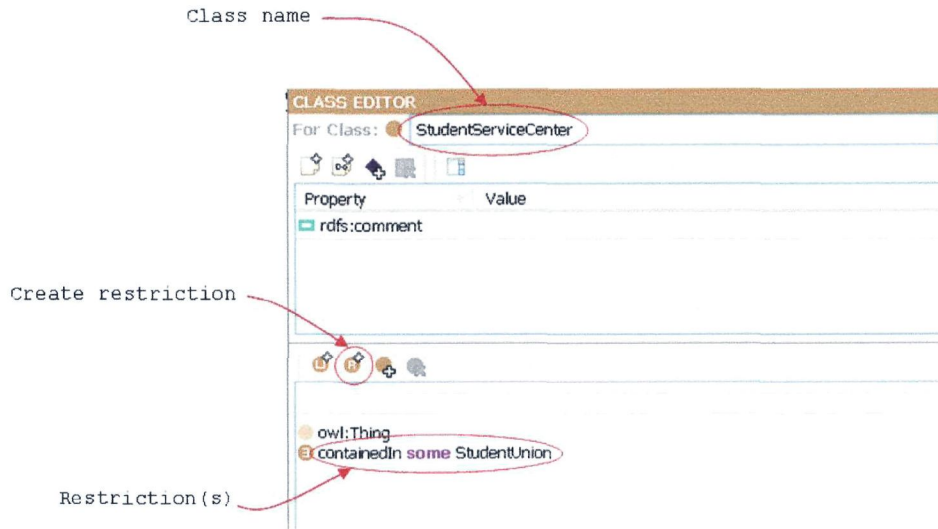 Class name
CLASS EDITOR
For Class: StudentServiceCenter
Property Value
rdfs:comment
Create restriction
owl:Thing
containedIn some StudentUnion
Restriction(s)